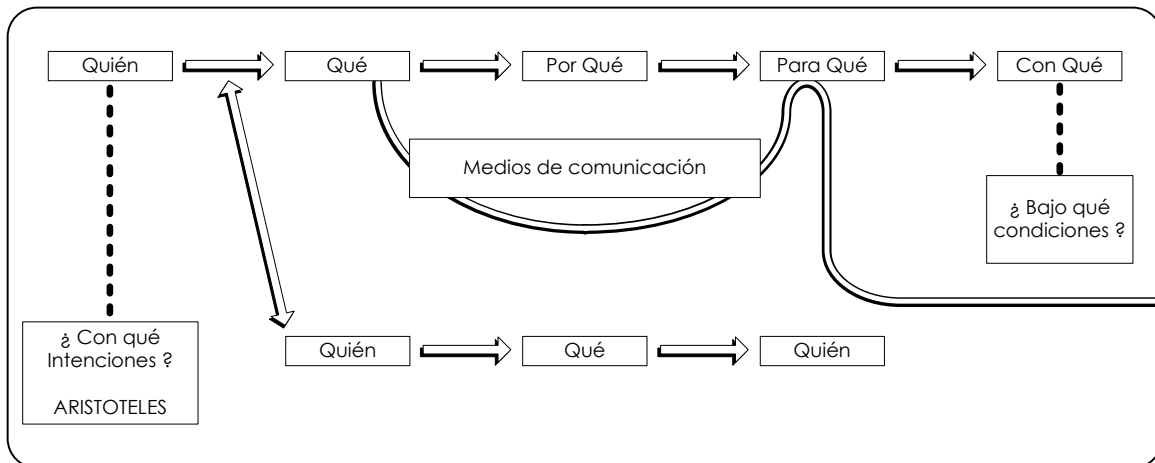 Quién
Qué
Por Qué
Para Qué
Con Qué
Medios de comunicación
¿ Bajo qué
condiciones ?
¿ Con qué
Intenciones ?
ARISTOTELES
Quién
Qué
Quién